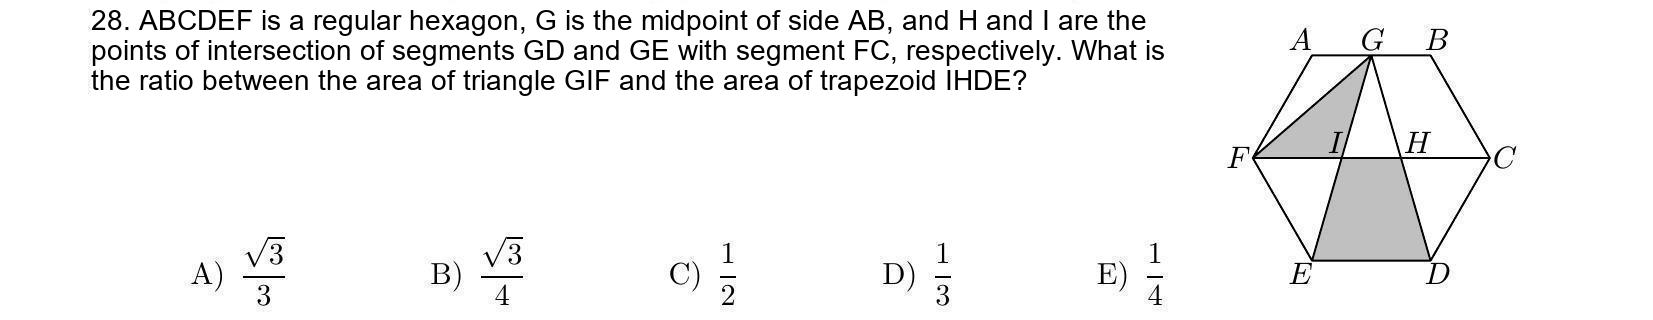 28. ABCDEF is a regular hexagon, G is the midpoint of side AB, and H and I are the
points of intersection of segments GD and GE with segment FC, respectively. What is
the ratio between the area of triangle GIF and the area of trapezoid IHDE?
A G B
F I H C
E D
A) √3/3 B) √3/4 C) 1/2 D) 1/3 E) 1/4